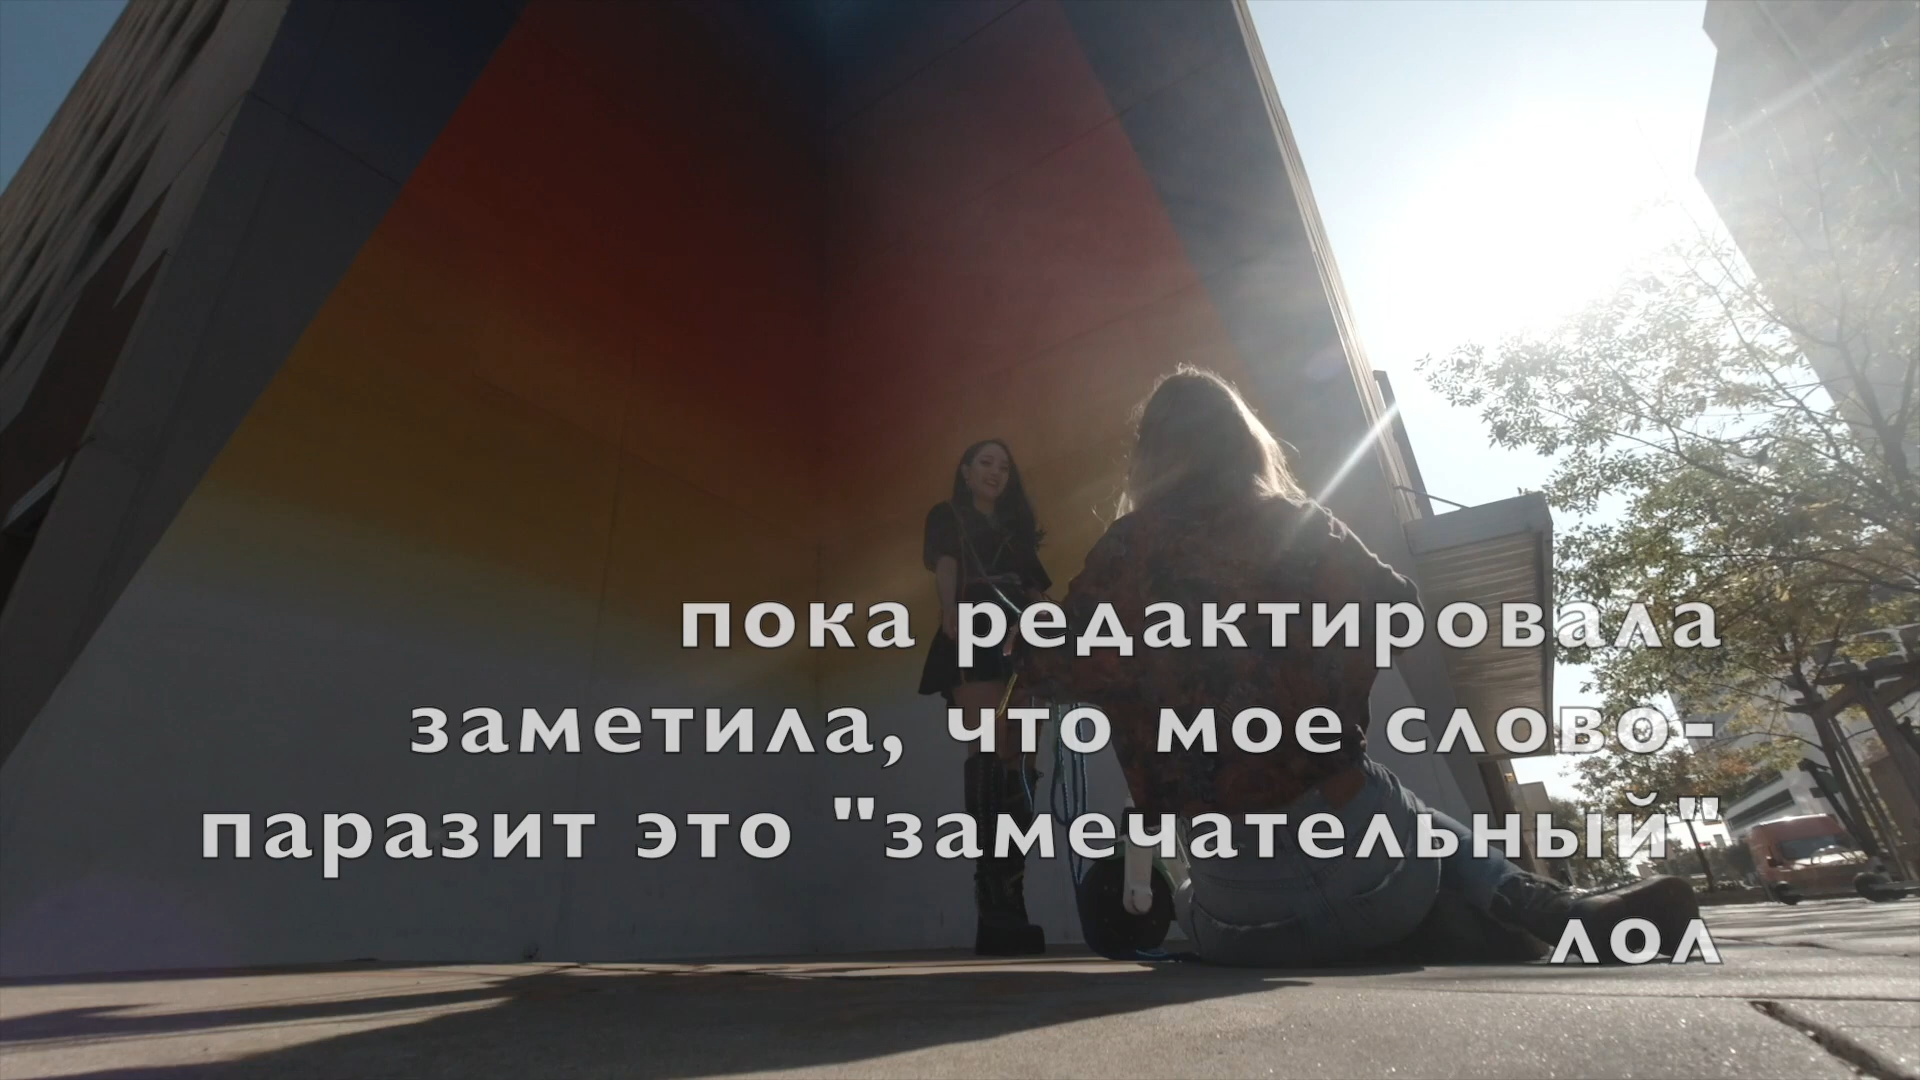 пока редактировала
заметила, что мое слово-
паразит это "замечательный"
лол